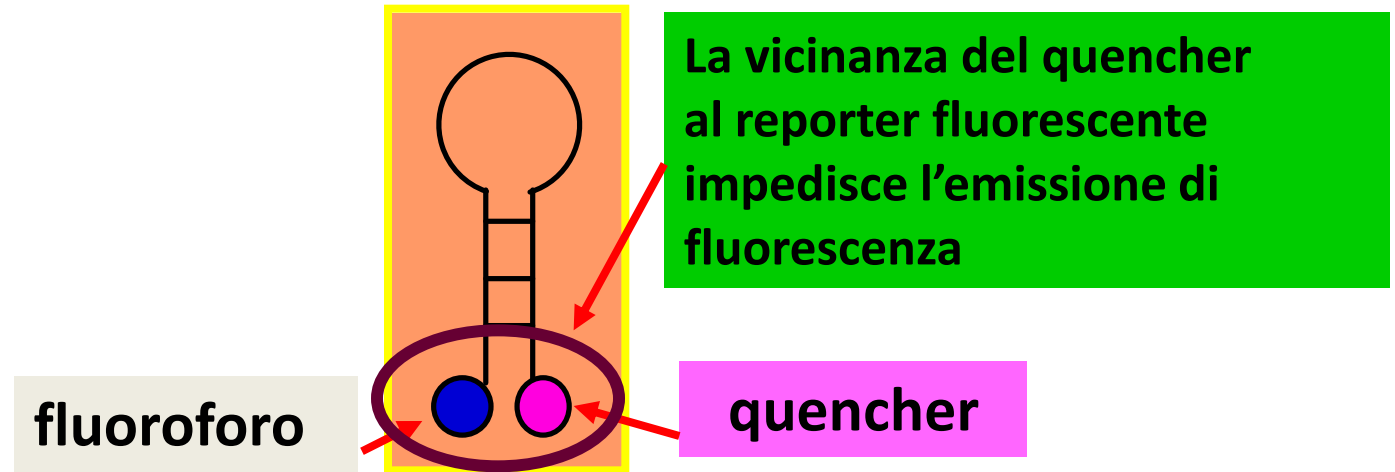 La vicinanza del quencher
al reporter fluorescente
impedisce l’emissione di
fluorescenza
fluoroforo
quencher